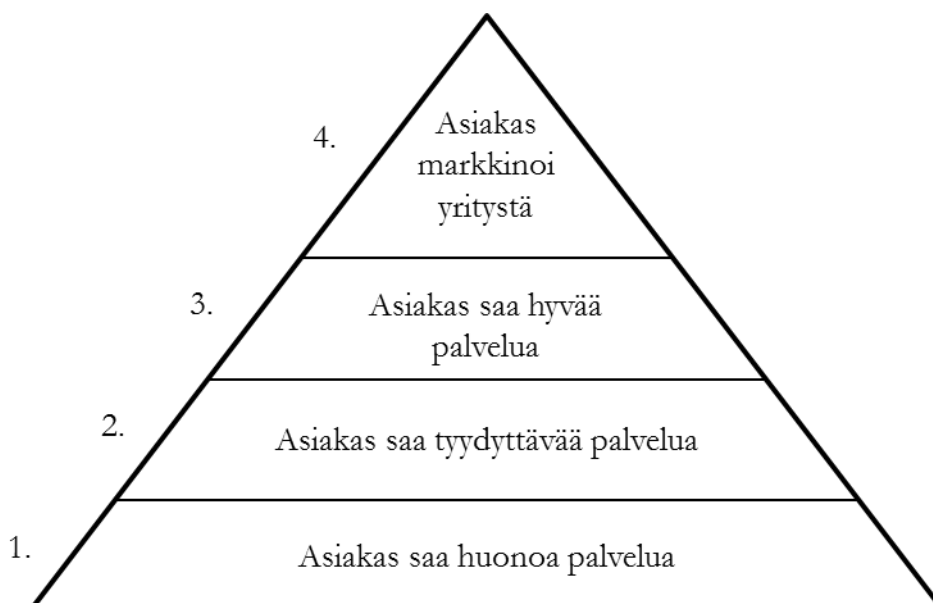 4.
Asiakas
markkinoi
yritystä
3.
Asiakas saa hyvää
palvelua
2.
Asiakas saa tyydyttävää palvelua
1.
Asiakas saa huonoa palvelua